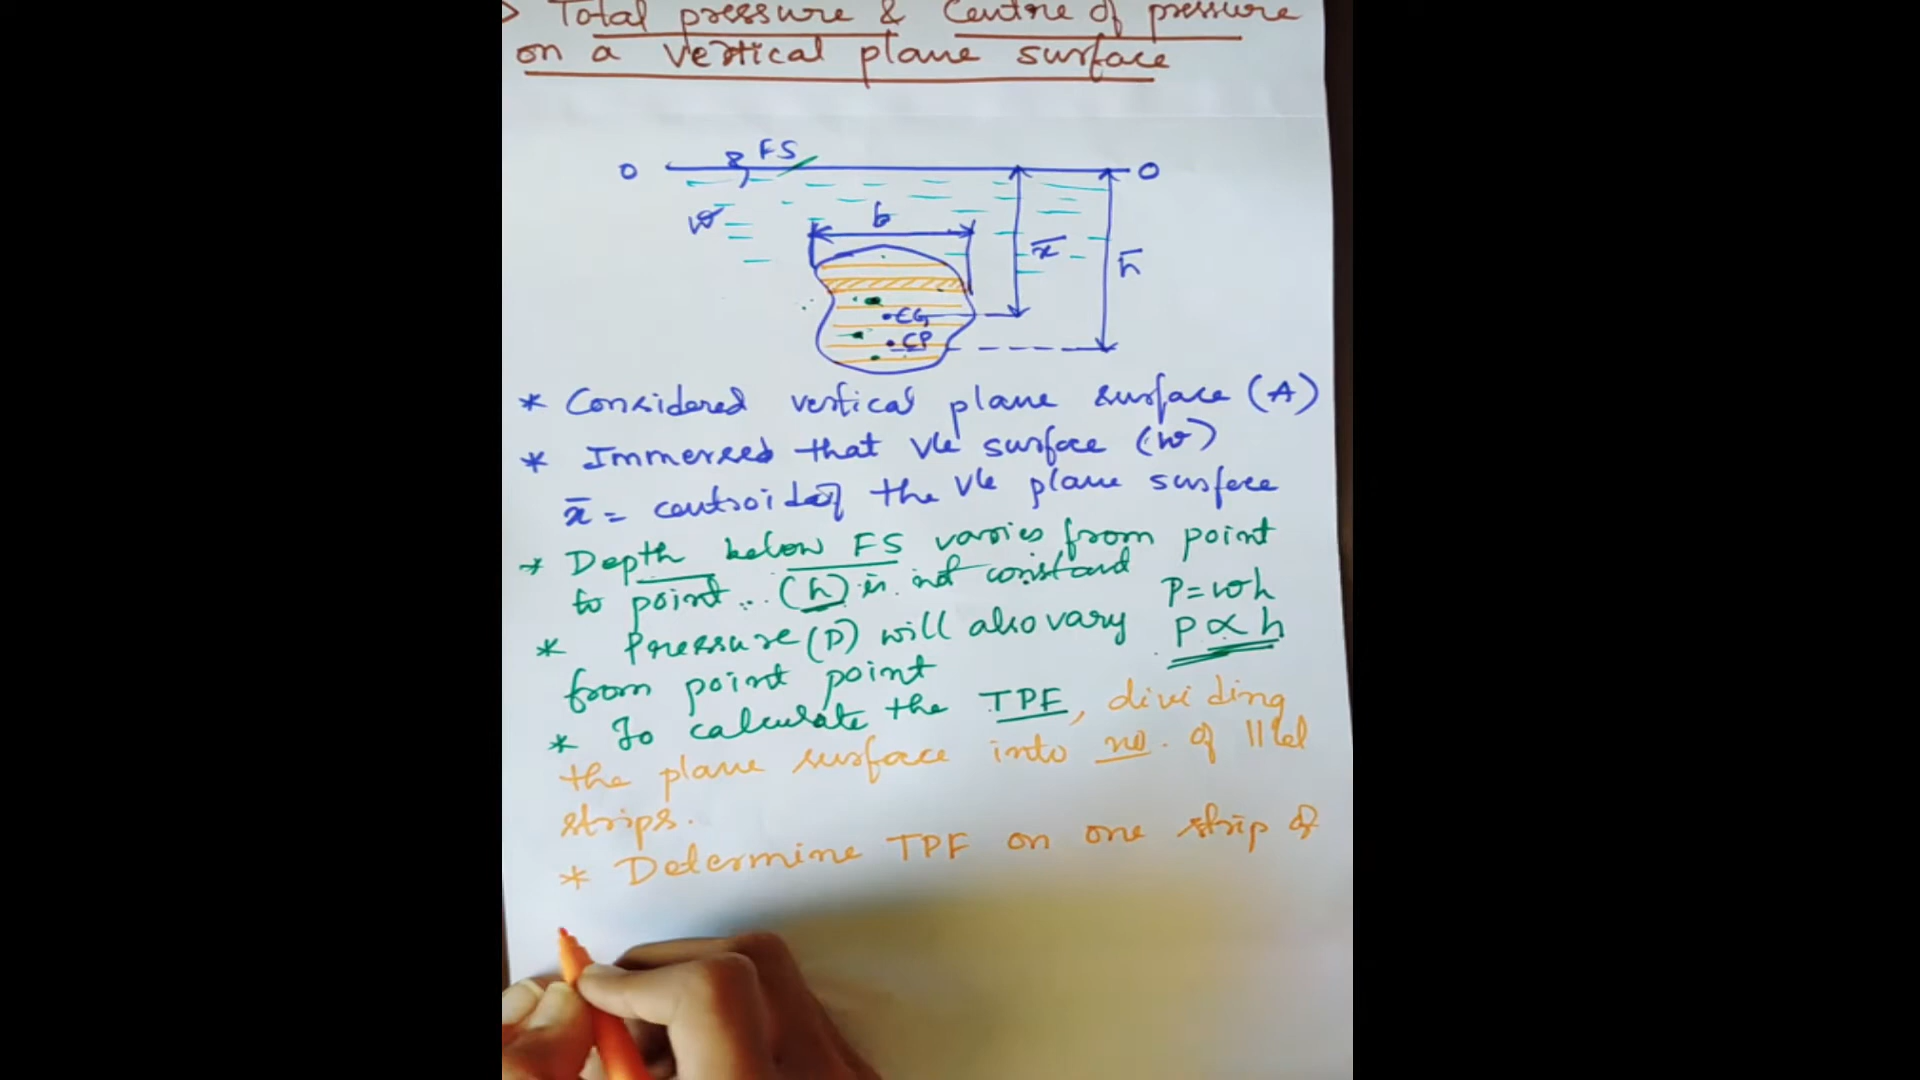 > Total pressure & Centre of pressure
on a vertical plane surface
FS
O
O
w
b
x̄
h̄
CG
CP
* Considered vertical plane surface (A)
* Immersed that Vle surface (w)
x̄ = centroid of the Vle plane surface
* Depth below FS varies from point
to point.. (h) is not constand
P = wh
* Pressure (P) will also vary
P ∝ h
from point point
* To calculate the TPF, dividing
the plane surface into no. of lllel
strips.
* Determine TPF on one strip of